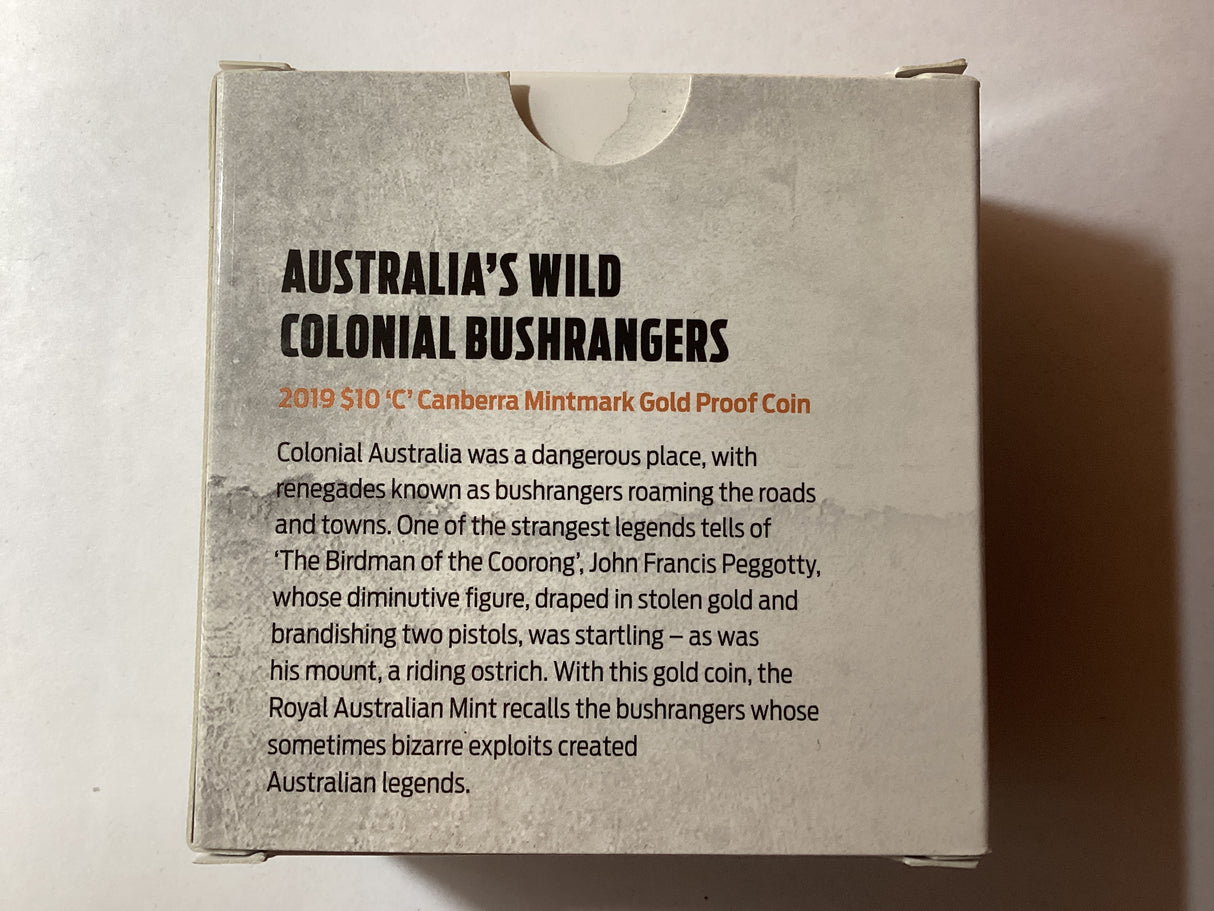 AUSTRALIA'S WILD
COLONIAL BUSHRANGERS
2019 $10 ‘C’ Canberra Mintmark Gold Proof Coin
Colonial Australia was a dangerous place, with
renegades known as bushrangers roaming the roads
and towns. One of the strangest legends tells of
‘The Birdman of the Coorong’, John Francis Peggotty,
whose diminutive figure, draped in stolen gold and
brandishing two pistols, was startling – as was
his mount, a riding ostrich. With this gold coin, the
Royal Australian Mint recalls the bushrangers whose
sometimes bizarre exploits created
Australian legends.